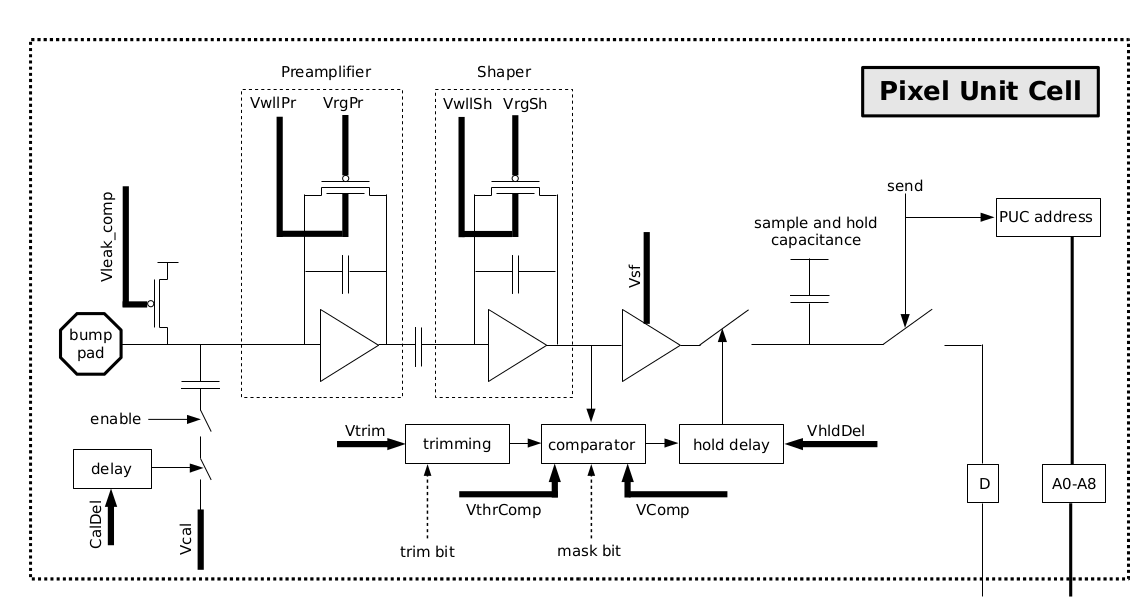 Pixel Unit Cell
Preamplifier
Shaper
VwllPr
VrgPr
VwllSh
VrgSh
Vleak_comp
send
PUC address
sample and hold
capacitance
Vsf
bump
pad
enable
delay
CalDel
Vcal
Vtrim
trimming
comparator
hold delay
VhldDel
VthrComp
VComp
trim bit
mask bit
D
A0-A8